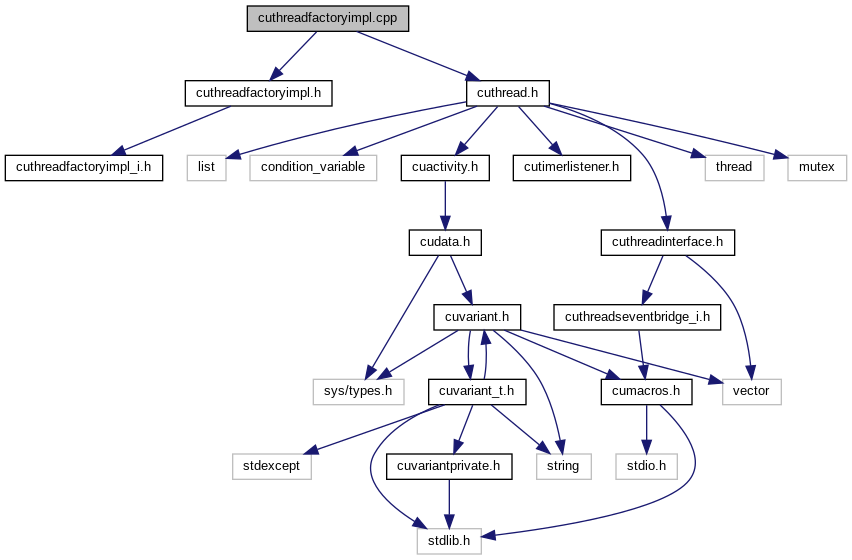 cuthreadfactoryimpl.cpp
cuthreadfactoryimpl.h
cuthread.h
cuthreadfactoryimpl_i.h
list
condition_variable
cuactivity.h
cutimerlistener.h
thread
mutex
cudata.h
cuthreadinterface.h
cuvariant.h
cuthreadseventbridge_i.h
sys/types.h
cuvariant_t.h
cumacros.h
vector
stdexcept
cuvariantprivate.h
string
stdio.h
stdlib.h